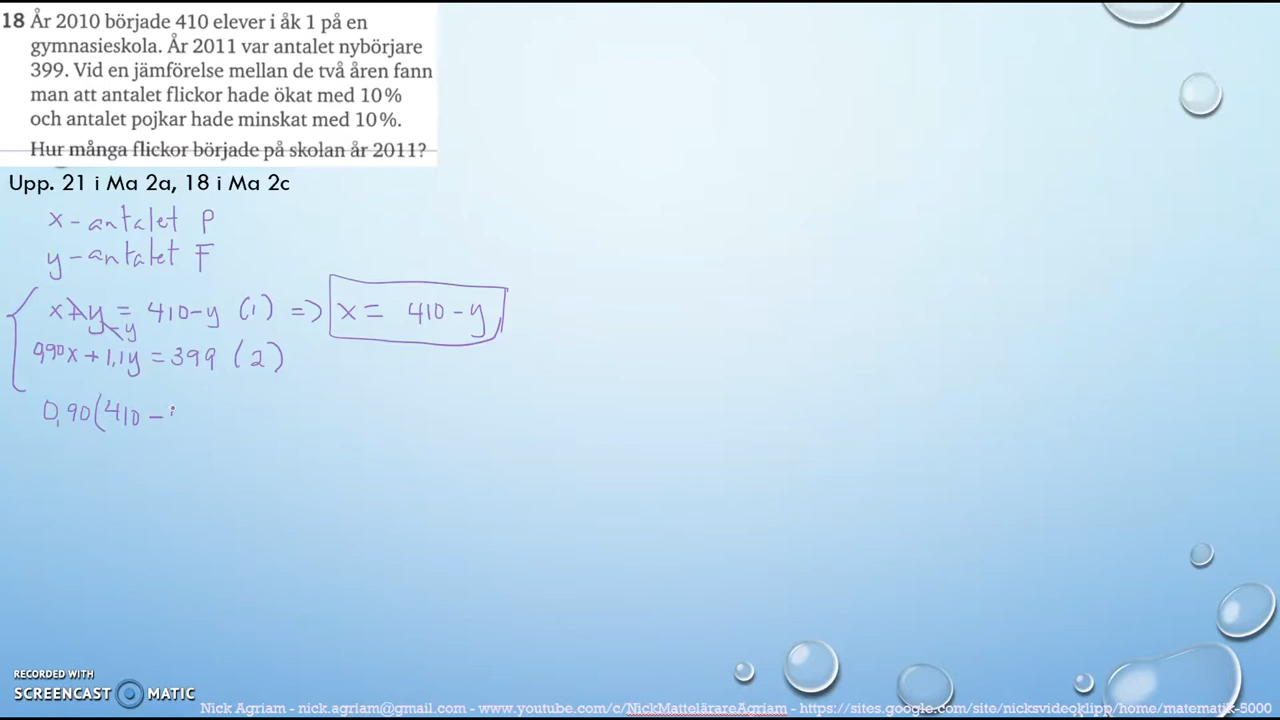 18 År 2010 började 410 elever i åk 1 på en
gymnasieskola. År 2011 var antalet nybörjare
399. Vid en jämförelse mellan de två åren fann
man att antalet flickor hade ökat med 10%
och antalet pojkar hade minskat med 10%.
Hur många flickor började på skolan år 2011?
Upp. 21 i Ma 2a, 18 i Ma 2c
x - antalet P
y - antalet F
x + y = 410 - y (1) => x = 410 - y
- y
0,90x + 1,1y = 399 (2)
0,90(410 -
RECORDED WITH
SCREENCAST MATIC
Nick Agriam - nick.agriam@gmail.com - www.youtube.com/c/NickMattelärareAgriam - https://sites.google.com/site/nicksvideoklipp/home/matematik-5000